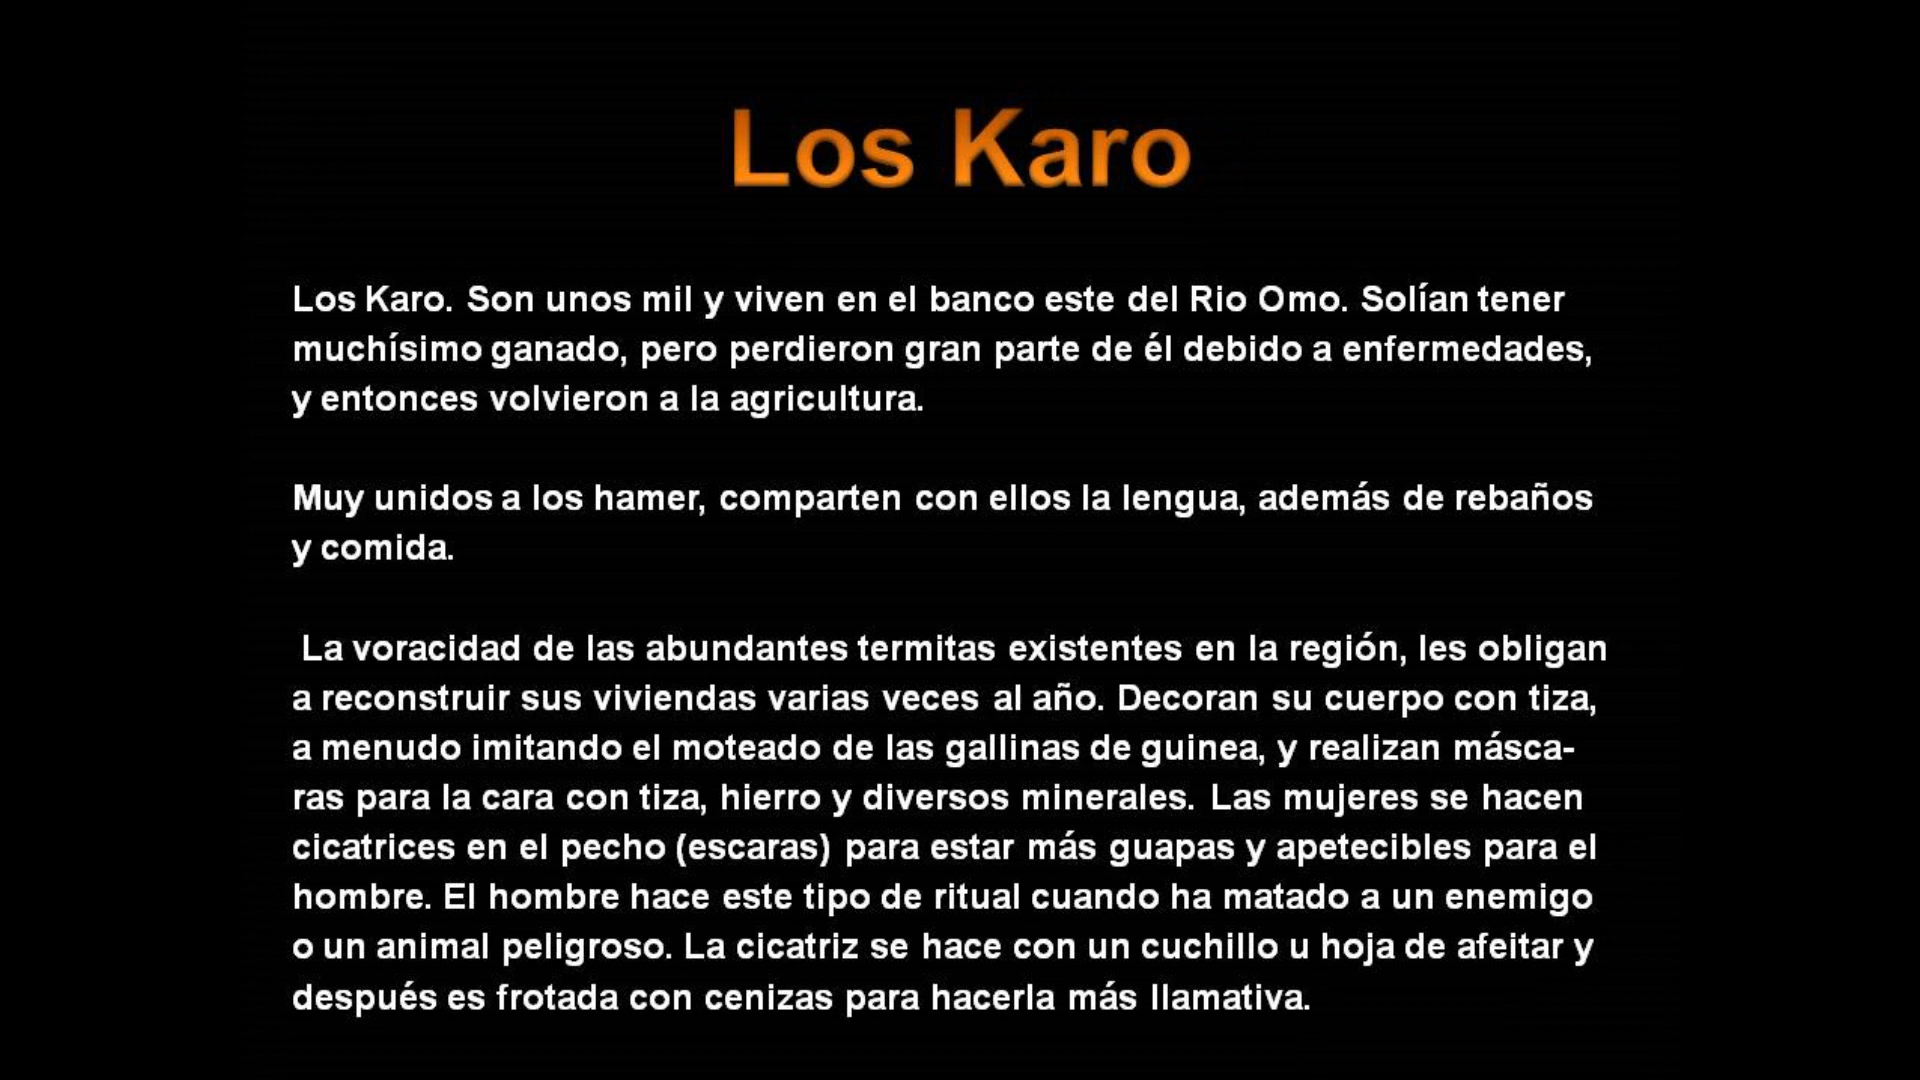 Los Karo
Los Karo. Son unos mil y viven en el banco este del Rio Omo. Solían tener
muchísimo ganado, pero perdieron gran parte de él debido a enfermedades,
y entonces volvieron a la agricultura.
Muy unidos a los hamer, comparten con ellos la lengua, además de rebaños
y comida.
La voracidad de las abundantes termitas existentes en la región, les obligan
a reconstruir sus viviendas varias veces al año. Decoran su cuerpo con tiza,
a menudo imitando el moteado de las gallinas de guinea, y realizan másca-
ras para la cara con tiza, hierro y diversos minerales. Las mujeres se hacen
cicatrices en el pecho (escaras) para estar más guapas y apetecibles para el
hombre. El hombre hace este tipo de ritual cuando ha matado a un enemigo
o un animal peligroso. La cicatriz se hace con un cuchillo u hoja de afeitar y
después es frotada con cenizas para hacerla más llamativa.